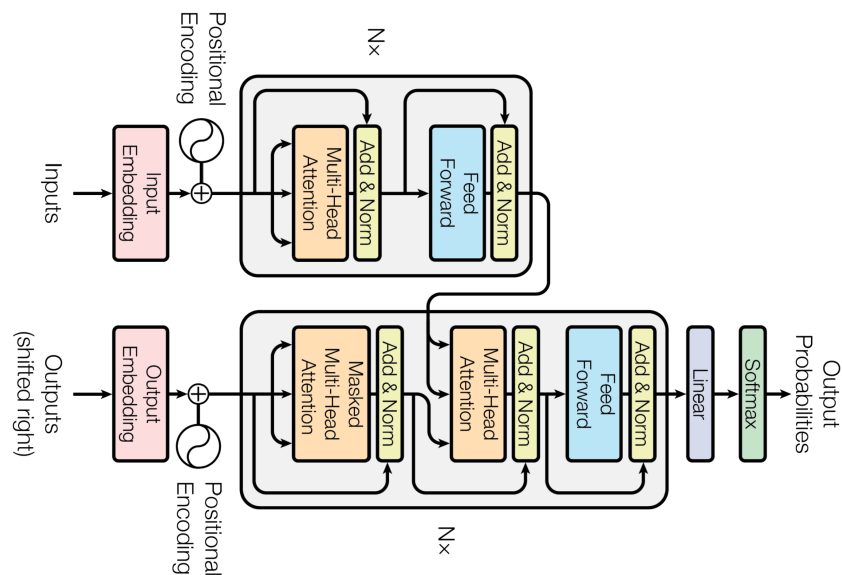 Output
Probabilities
Softmax
Linear
Add & Norm
Feed
Forward
Add & Norm
Multi-Head
Attention
Add & Norm
Masked
Multi-Head
Attention
Nx
Positional
Encoding
Output
Embedding
Outputs
(shifted right)
Add & Norm
Feed
Forward
Add & Norm
Multi-Head
Attention
Nx
Positional
Encoding
Input
Embedding
Inputs